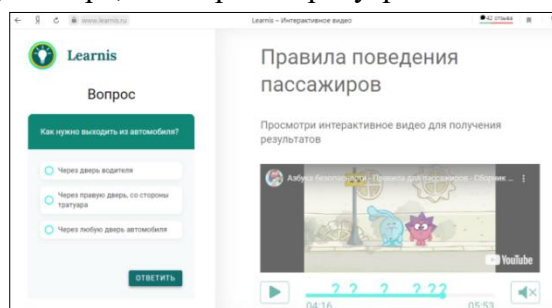 www.learnis.ru
Learnis – Интерактивное видео
42 отзыва
Learnis
Вопрос
Как нужно выходить из автомобиля?
Через дверь водителя
Через правую дверь, со стороны
тратуара
Через любую дверь автомобиля
ОТВЕТИТЬ
Правила поведения
пассажиров
Просмотри интерактивное видео для получения
результатов
Азбука безопасности - Правила для пассажиров - Сборник ...
YouTube
? ? ? ? ? ?
04:16
05:53